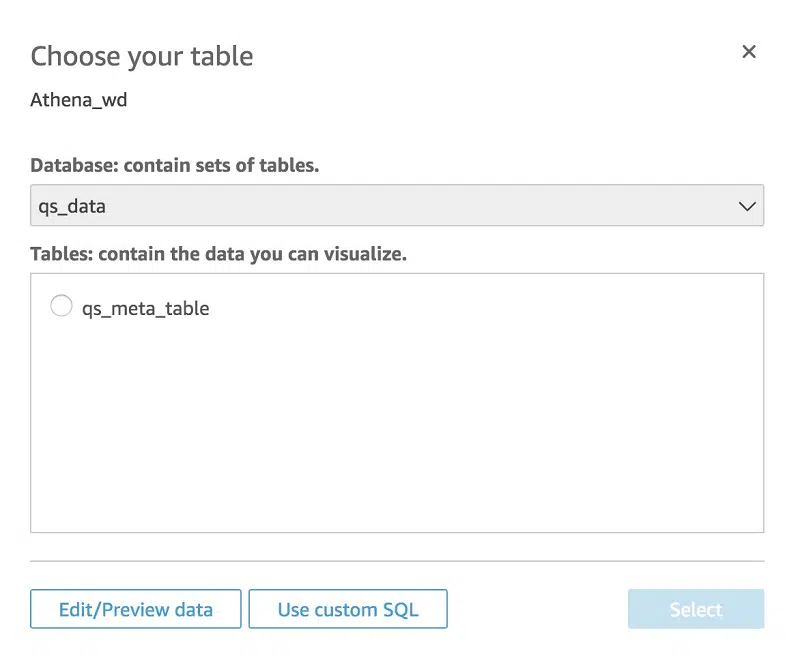 Choose your table
Athena_wd
Database: contain sets of tables.
qs_data
Tables: contain the data you can visualize.
qs_meta_table
Edit/Preview data
Use custom SQL
Select